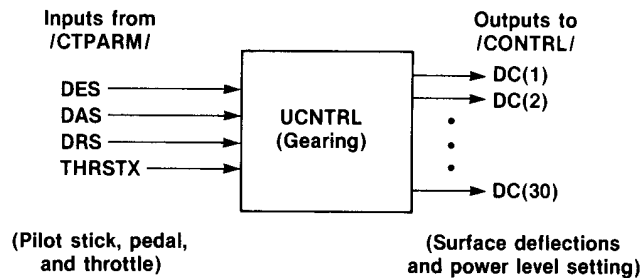 Inputs from
/CTPARM/
Outputs to
/CONTRL/
DES
DAS
DRS
THRSTX
UCNTRL
(Gearing)
DC(1)
DC(2)
DC(30)
(Pilot stick, pedal,
and throttle)
(Surface deflections
and power level setting)